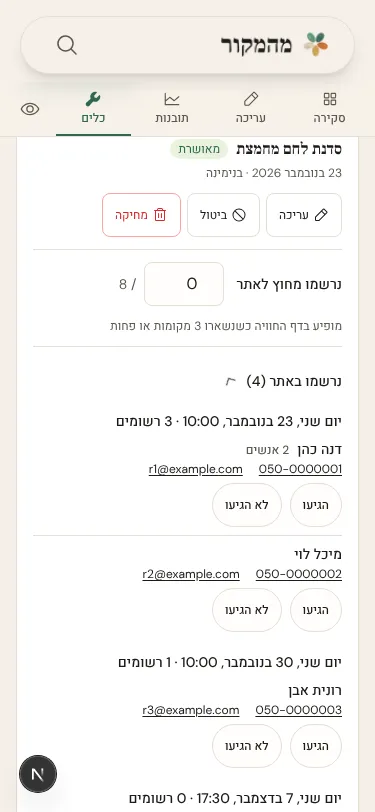 מהמקור
סקירה
עריכה
תובנות
כלים
סדנת לחם מחמצת מאושרת
23 בנובמבר 2026 · בנימינה
עריכה
ביטול
מחיקה
נרשמו מחוץ לאתר 0 / 8
מופיע בדף החוויה כשנשארו 3 מקומות או פחות
נרשמו באתר (4)
יום שני, 23 בנובמבר, 10:00 · 3 רשומים
דנה כהן 2 אנשים
050-0000001 r1@example.com
הגיעו
לא הגיעו
מיכל לוי
050-0000002 r2@example.com
הגיעו
לא הגיעו
יום שני, 30 בנובמבר, 10:00 · 1 רשומים
רונית אבן
050-0000003 r3@example.com
הגיעו
לא הגיעו
יום שני, 7 בדצמבר, 17:30 · 0 רשומים
N